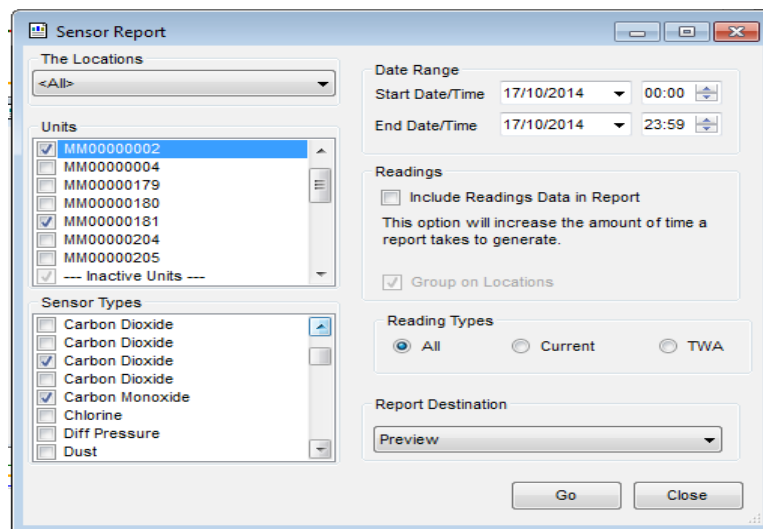 Sensor Report
The Locations
<All>
Units
MM00000002
MM00000004
MM00000179
MM00000180
MM00000181
MM00000204
MM00000205
--- Inactive Units ---
Sensor Types
Carbon Dioxide
Carbon Dioxide
Carbon Dioxide
Carbon Dioxide
Carbon Monoxide
Chlorine
Diff Pressure
Dust
Date Range
Start Date/Time 17/10/2014 00:00
End Date/Time 17/10/2014 23:59
Readings
Include Readings Data in Report
This option will increase the amount of time a
report takes to generate.
Group on Locations
Reading Types
All Current TWA
Report Destination
Preview
Go Close